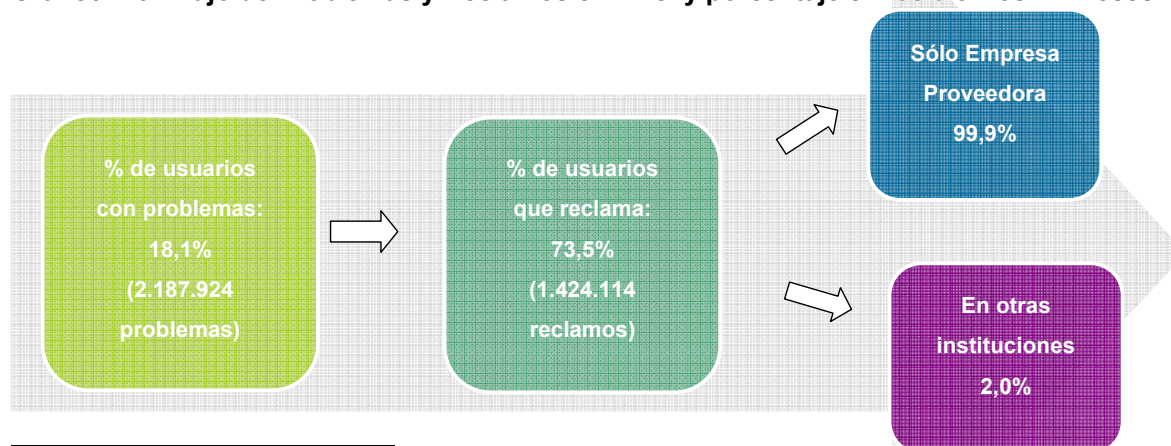 % de usuarios
con problemas:
18,1%
(2.187.924
problemas)
% de usuarios
que reclama:
73,5%
(1.424.114
reclamos)
Sólo Empresa
Proveedora
99,9%
En otras
instituciones
2,0%